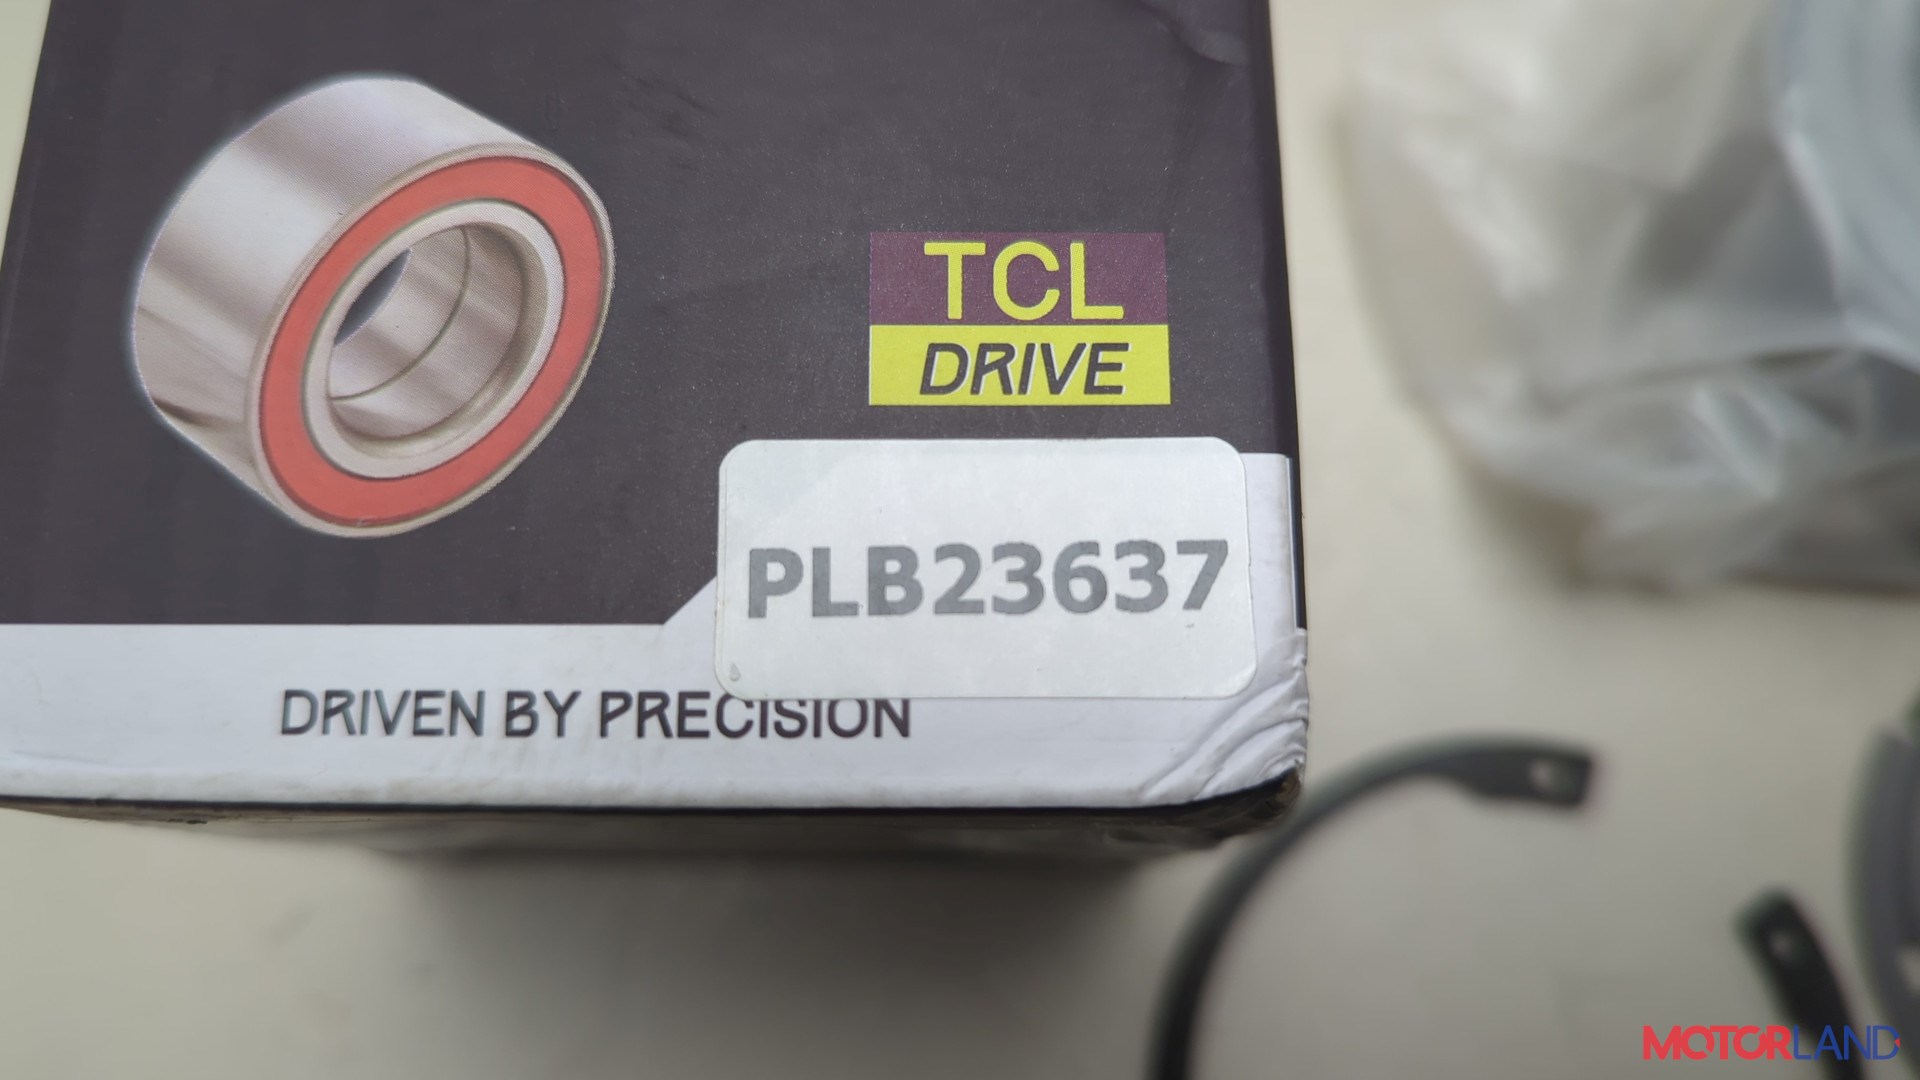 TCL
DRIVE
PLB23637
DRIVEN BY PRECISION
MOTORLAND